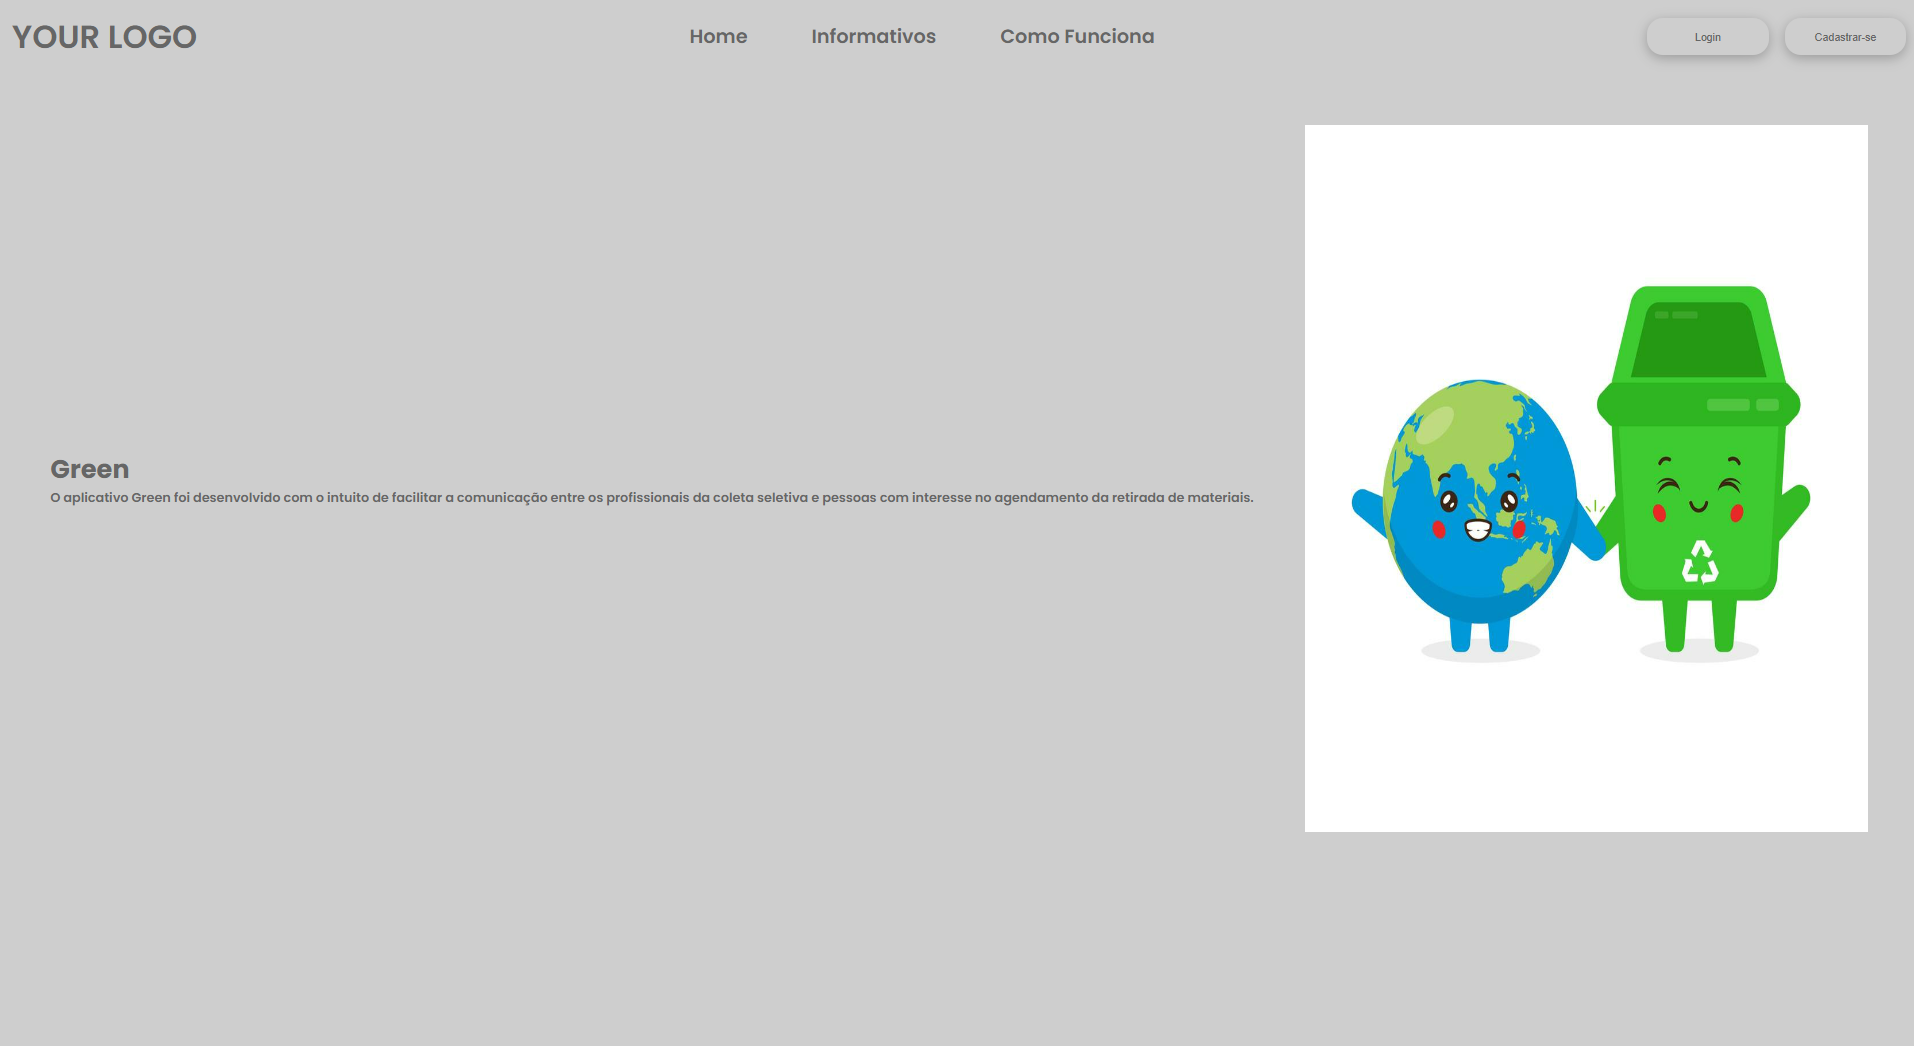 YOUR LOGO
Home Informativos Como Funciona
Login Cadastrar-se
Green
O aplicativo Green foi desenvolvido com o intuito de facilitar a comunicação entre os profissionais da coleta seletiva e pessoas com interesse no agendamento da retirada de materiais.